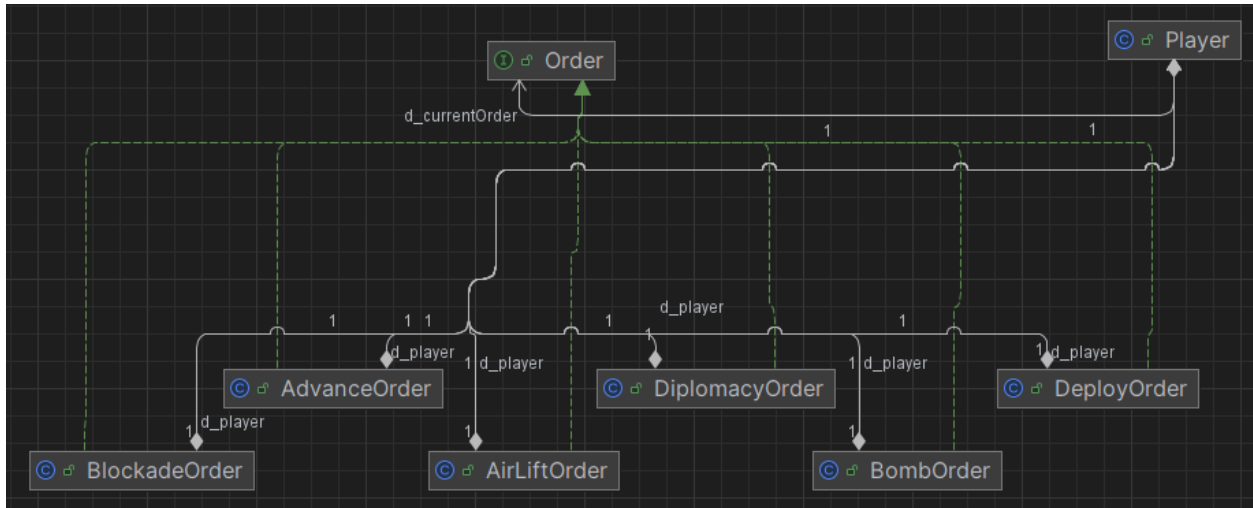 Player
Order
d_currentOrder
1
1
d_player
1
1
1
1
1
1
d_player
1
d_player
1
d_player
1
d_player
AdvanceOrder
DiplomacyOrder
DeployOrder
d_player
1
1
1
BlockadeOrder
AirLiftOrder
BombOrder